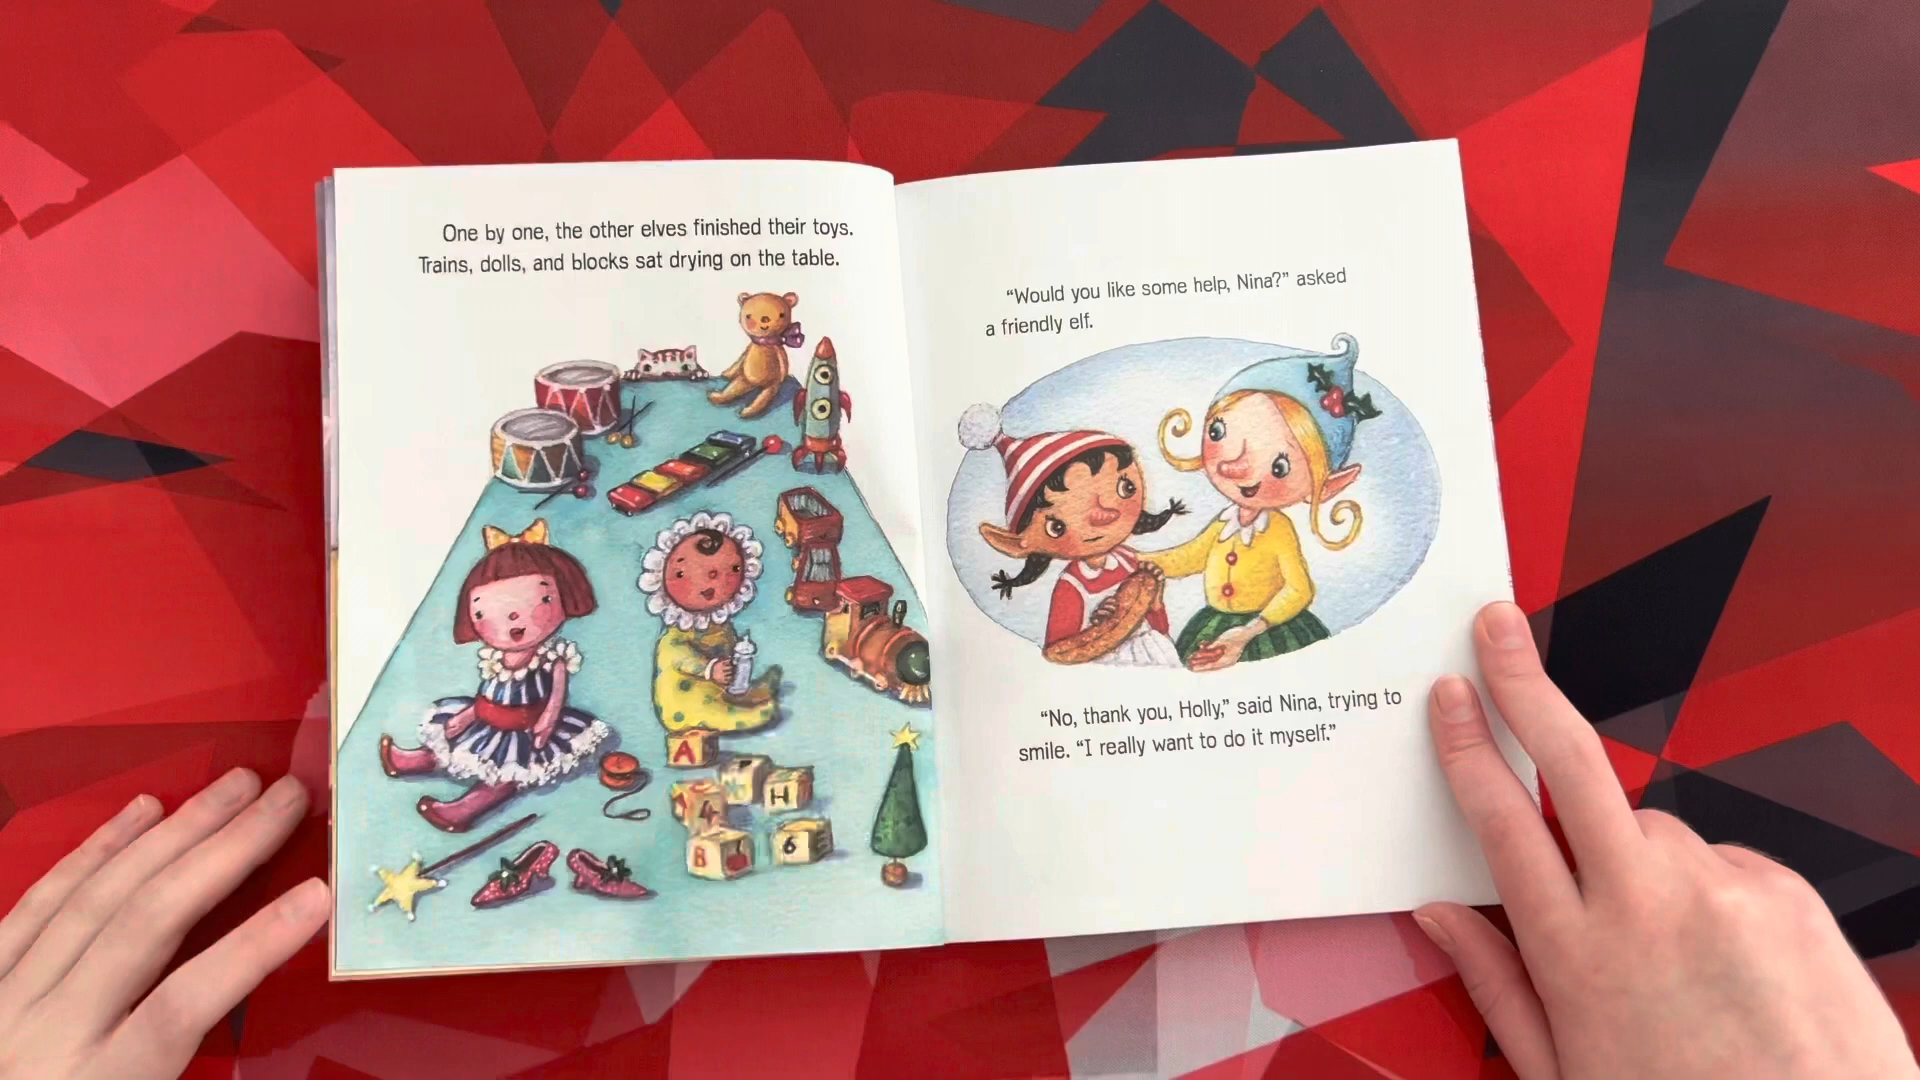 One by one, the other elves finished their toys.
Trains, dolls, and blocks sat drying on the table.
A
H
4
B
6
“Would you like some help, Nina?” asked
a friendly elf.
“No, thank you, Holly,” said Nina, trying to
smile. “I really want to do it myself.”